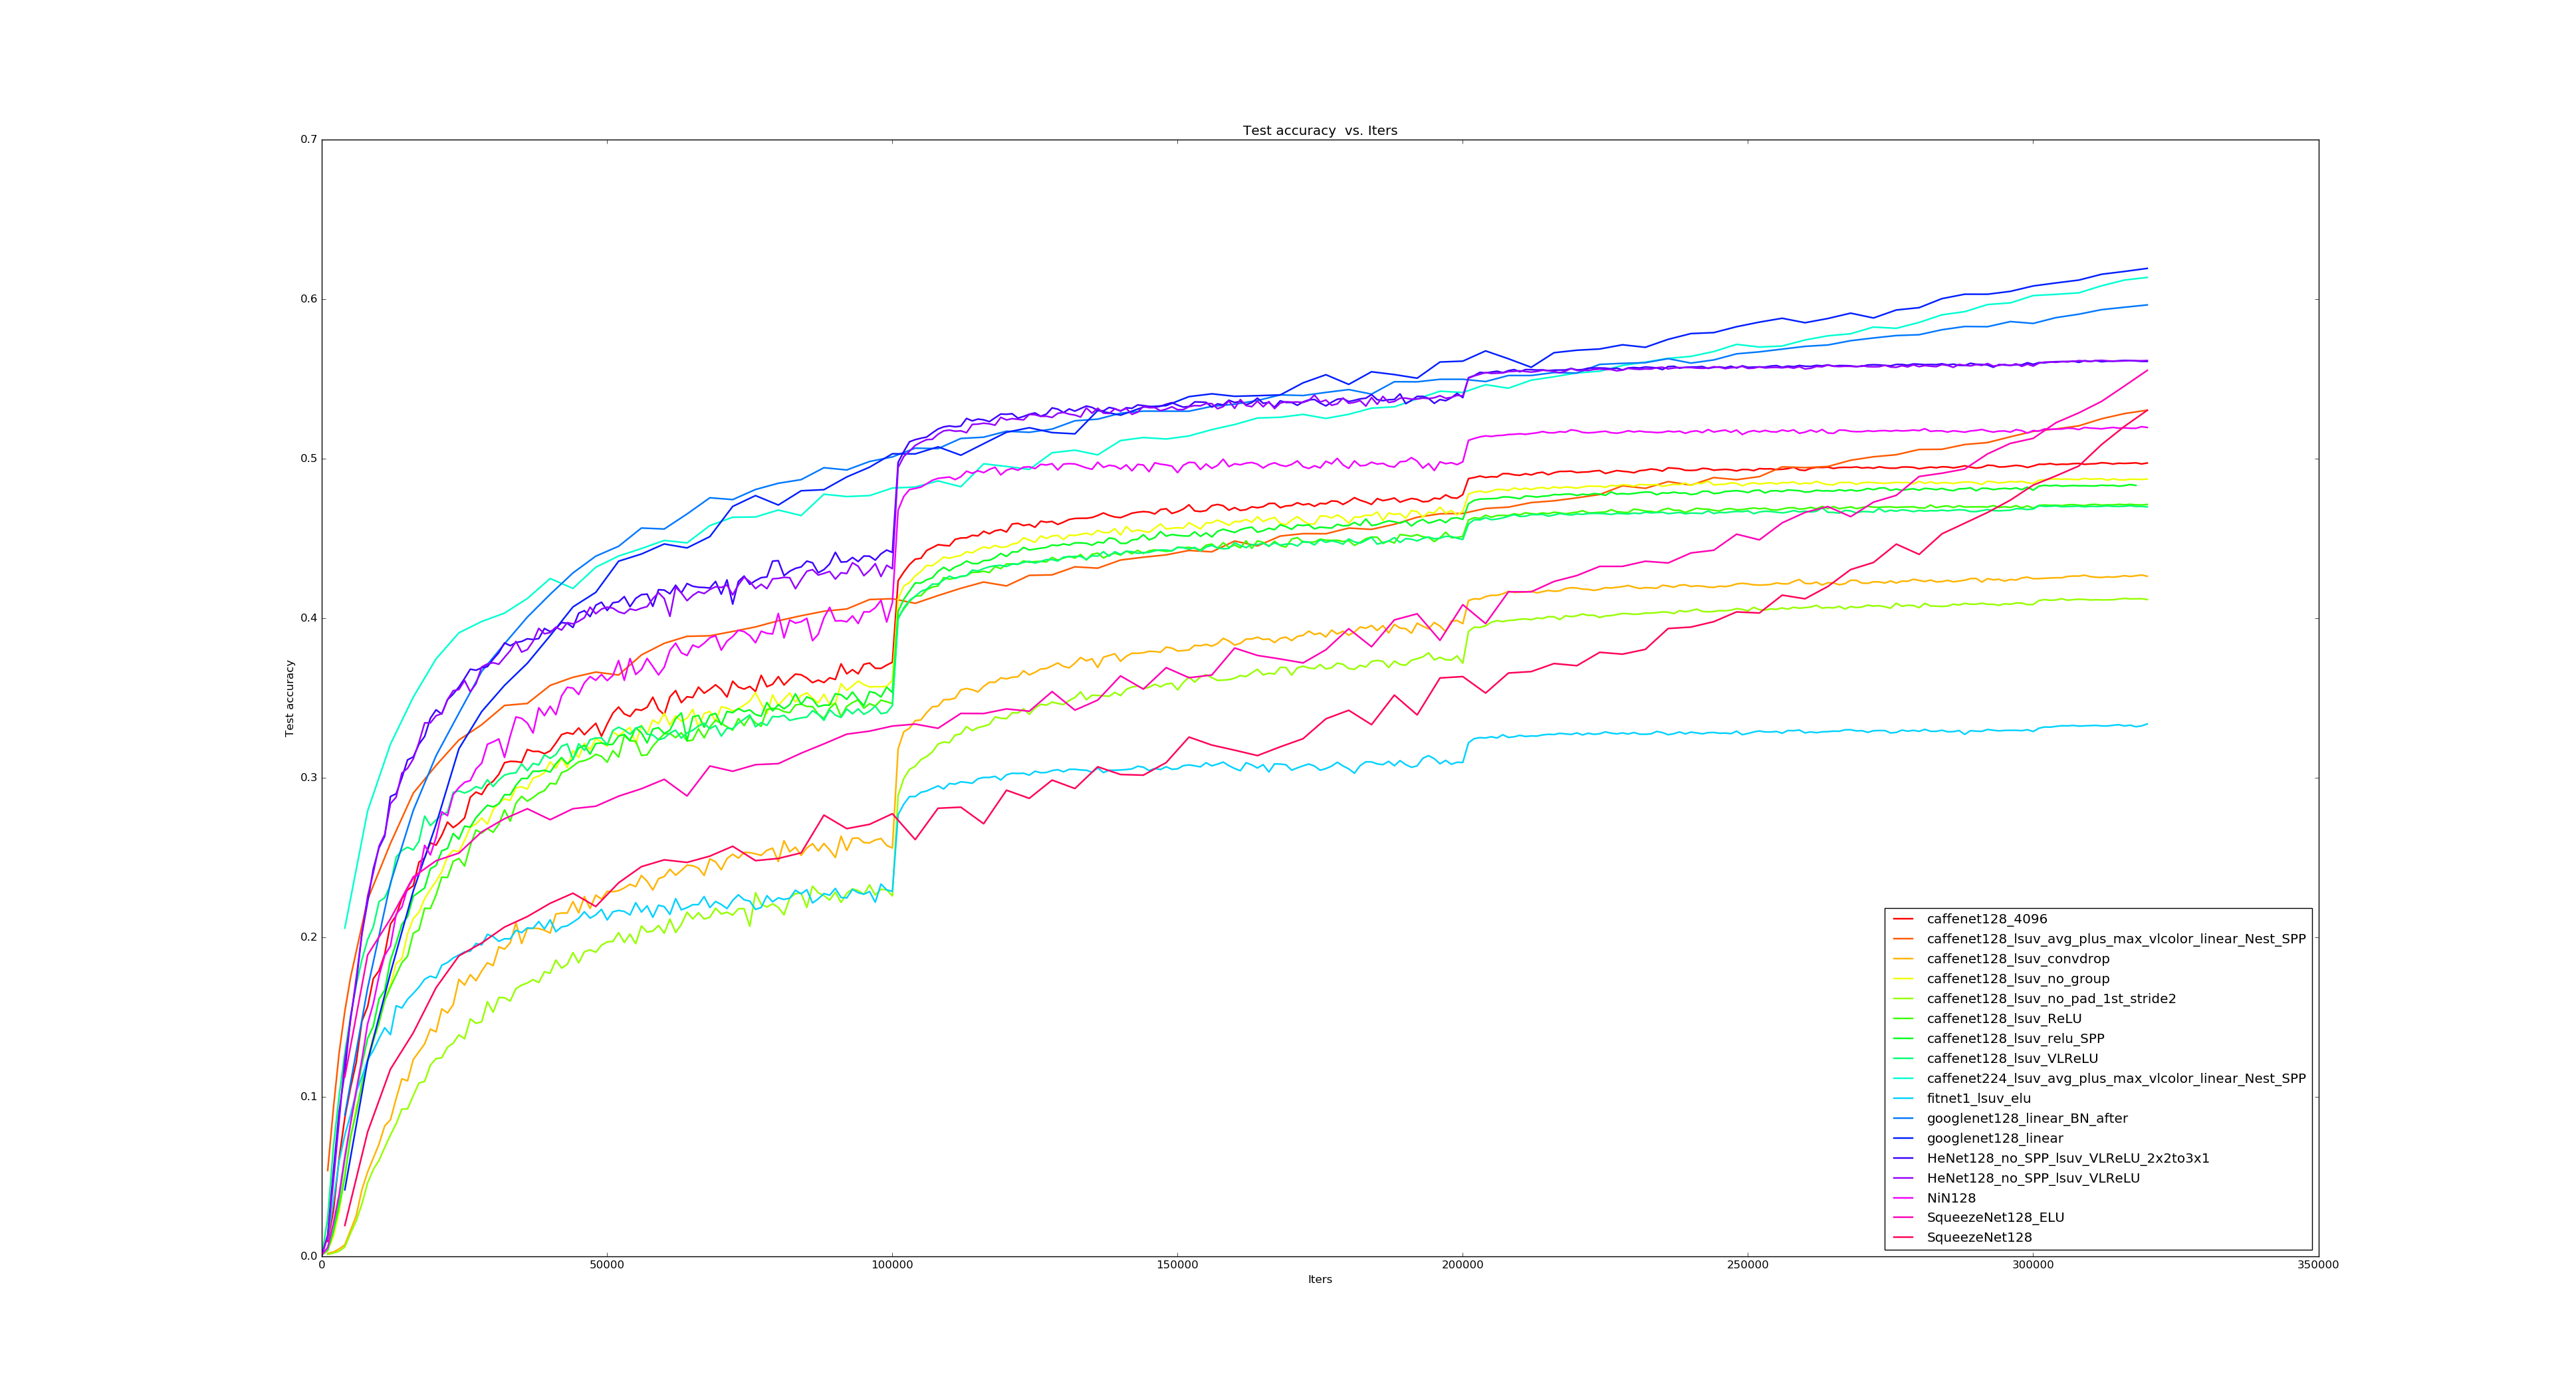 Test accuracy  vs. Iters
0.7
0.6
0.5
0.4
0.3
0.2
0.1
0.0
Test accuracy
0
50000
100000
150000
200000
250000
300000
350000
Iters
caffenet128_4096
caffenet128_lsuv_avg_plus_max_vlcolor_linear_Nest_SPP
caffenet128_lsuv_convdrop
caffenet128_lsuv_no_group
caffenet128_lsuv_no_pad_1st_stride2
caffenet128_lsuv_ReLU
caffenet128_lsuv_relu_SPP
caffenet128_lsuv_VLReLU
caffenet224_lsuv_avg_plus_max_vlcolor_linear_Nest_SPP
fitnet1_lsuv_elu
googlenet128_linear_BN_after
googlenet128_linear
HeNet128_no_SPP_lsuv_VLReLU_2x2to3x1
HeNet128_no_SPP_lsuv_VLReLU
NiN128
SqueezeNet128_ELU
SqueezeNet128